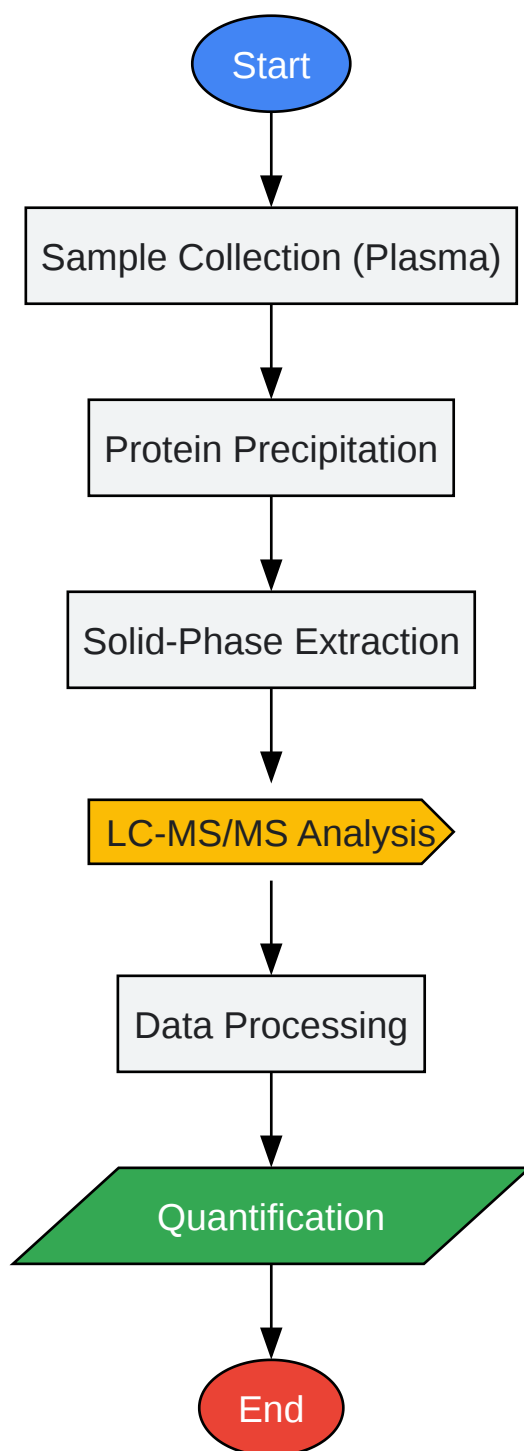 Start
Sample Collection (Plasma)
Protein Precipitation
Solid-Phase Extraction
LC-MS/MS Analysis
Data Processing
Quantification
End